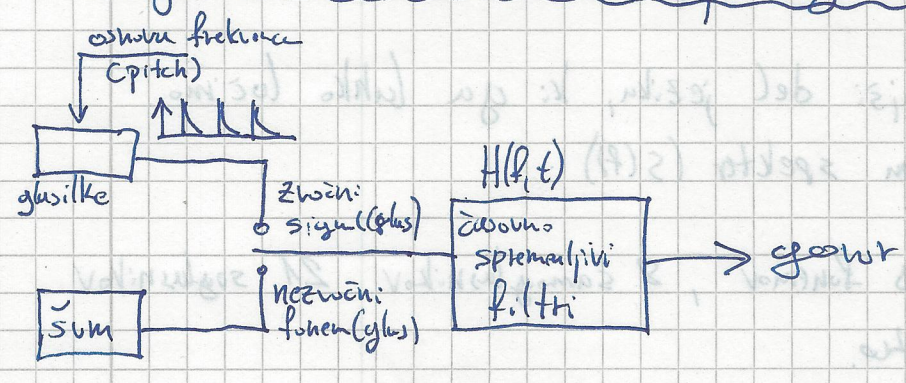 osnovna frekvenca
(pitch)
glasilke
zvočni
signal (glas)
H(f,t)
časovno
spremenljivi
filtri
govor
nezvočni
fonem (glas)
šum